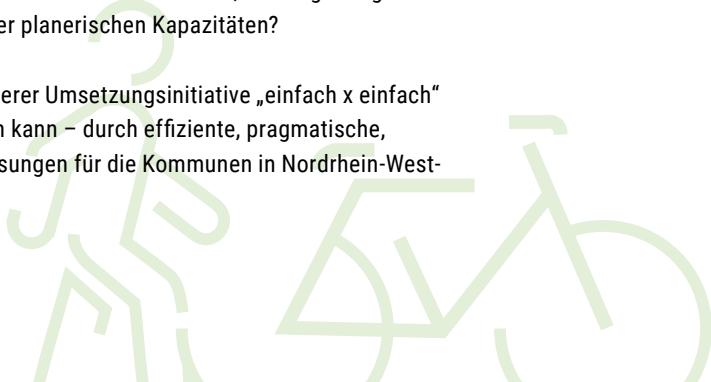 er planerischen Kapazitäten?
erer Umsetzungsinitiative „einfach x einfach“
n kann – durch effiziente, pragmatische,
sungen für die Kommunen in Nordrhein-West-